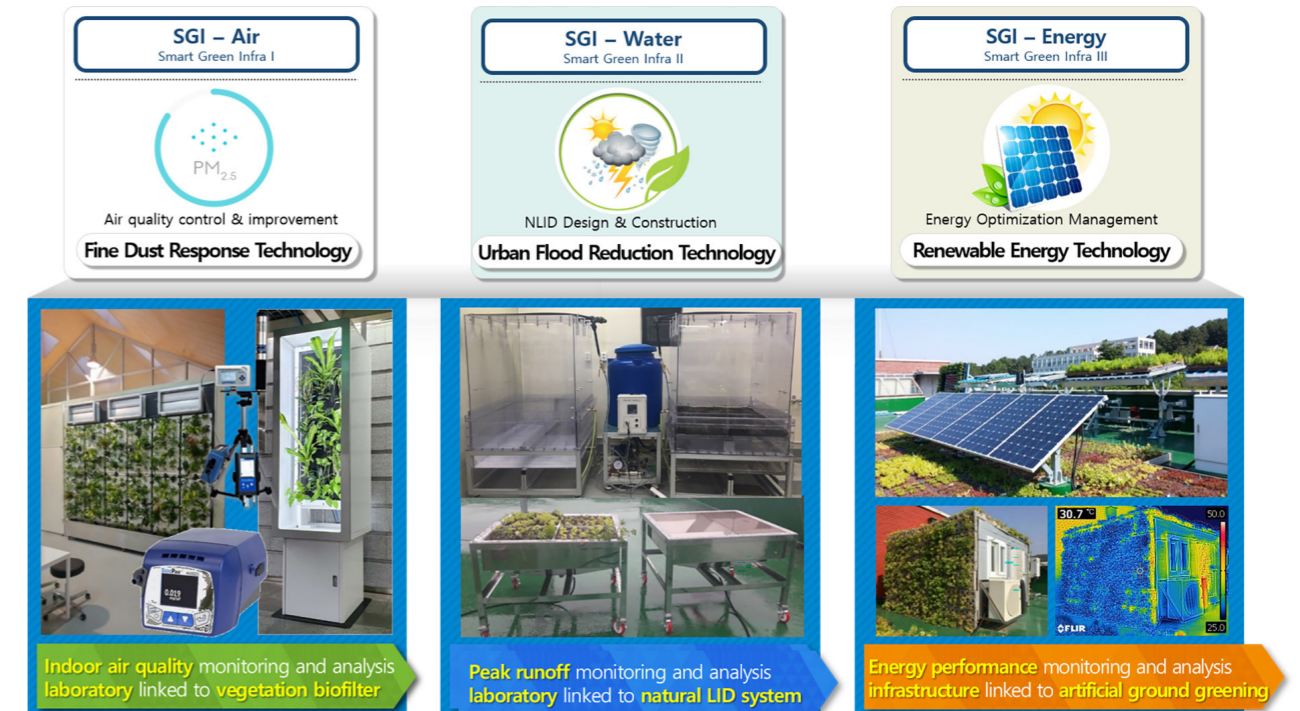 SGI – Air
Smart Green Infra I
PM2.5
Air quality control & improvement
Fine Dust Response Technology
SGI – Water
Smart Green Infra II
NLID Design & Construction
Urban Flood Reduction Technology
SGI – Energy
Smart Green Infra III
Energy Optimization Management
Renewable Energy Technology
0.019
30.7 °C
50.0
25.0
FLIR
Indoor air quality monitoring and analysis
laboratory linked to vegetation biofilter
Peak runoff monitoring and analysis
laboratory linked to natural LID system
Energy performance monitoring and analysis
infrastructure linked to artificial ground greening